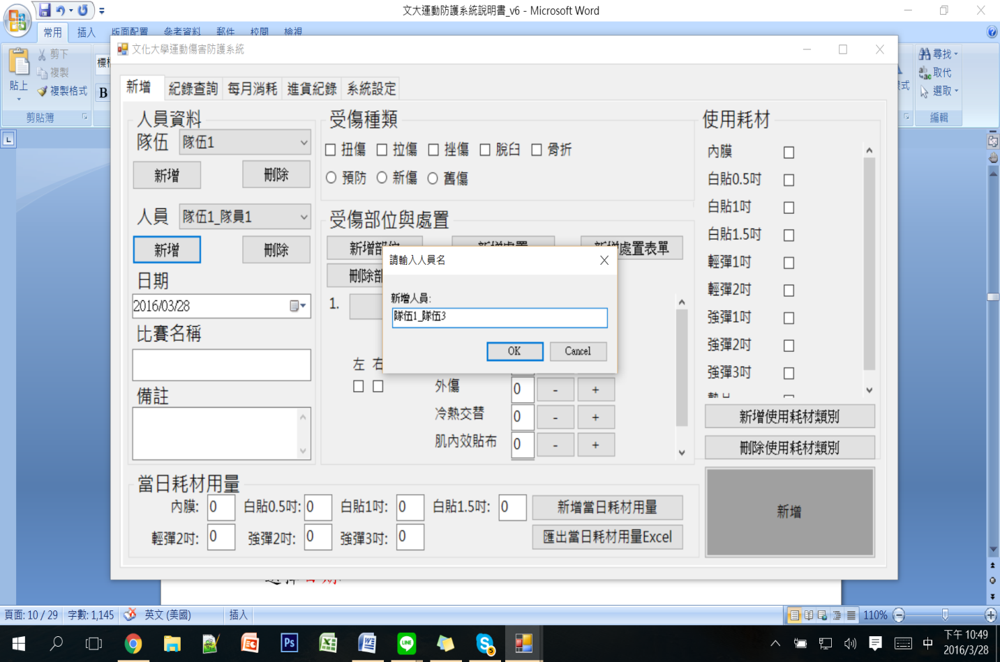 文大運動防護系統說明書_v6 - Microsoft Word
常用 插入 版面配置 參考資料 郵件 校閱 檢視
貼上
剪下
複製
複製格式
剪貼簿
B
尋找
取代
選取
編輯
文化大學運動傷害防護系統
新增 紀錄查詢 每月消耗 進貨紀錄 系統設定
人員資料
隊伍 隊伍1
新增 刪除
人員 隊伍1_隊員1
新增 刪除
日期
2016/03/28
比賽名稱
備註
受傷種類
扭傷 拉傷 挫傷 脫臼 骨折
預防 新傷 舊傷
受傷部位與處置
新增部位 新增處置 新增處置表單
刪除部
1.
左 右
外傷 0 - +
冷熱交替 0 - +
肌內效貼布 0 - +
請輸入人員名
新增人員:
隊伍1_隊伍3
OK Cancel
使用耗材
內膜
白貼0.5吋
白貼1吋
白貼1.5吋
輕彈1吋
輕彈2吋
強彈1吋
強彈2吋
強彈3吋
新增使用耗材類別
刪除使用耗材類別
新增
當日耗材用量
內膜: 0 白貼0.5吋: 0 白貼1吋: 0 白貼1.5吋: 0 新增當日耗材用量
輕彈2吋: 0 強彈2吋: 0 強彈3吋: 0 匯出當日耗材用量Excel
頁面: 10 / 29 字數: 1,145 英文 (美國) 插入 110%
中
下午 10:49
2016/3/28